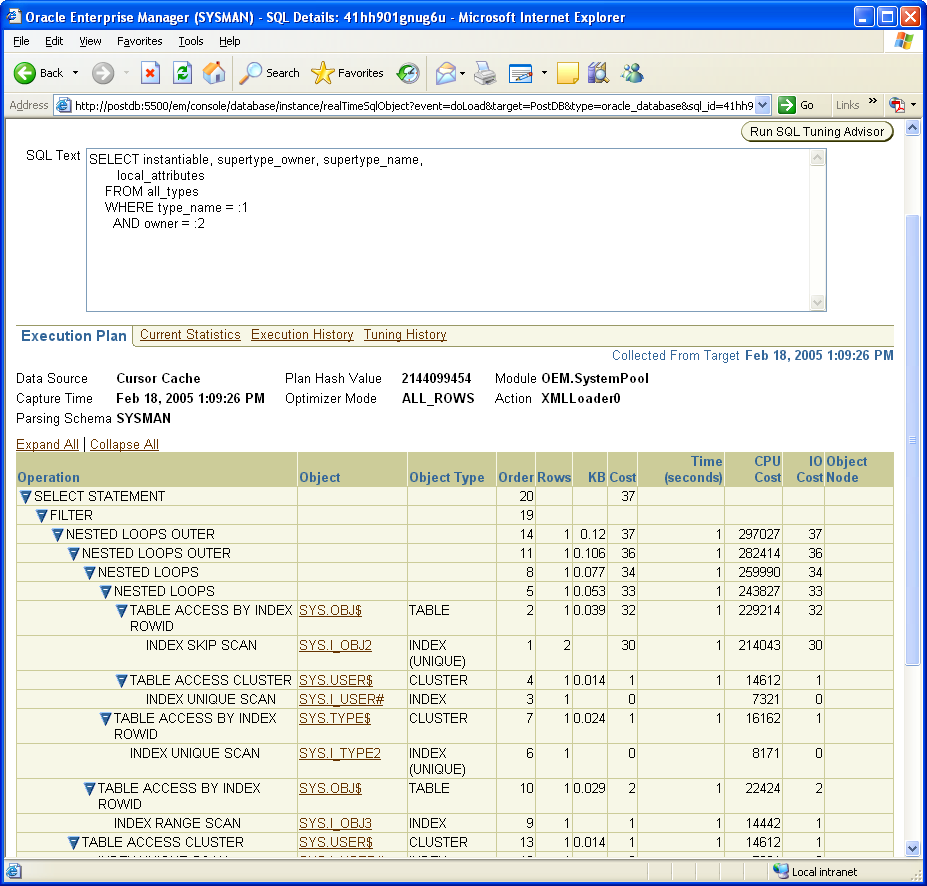 Oracle Enterprise Manager (SYSMAN) - SQL Details: 41hh901gnug6u - Microsoft Internet Explorer
File Edit View Favorites Tools Help
Back Search Favorites
Address http://postdb:5500/em/console/database/instance/realTimeSqlObject?event=doLoad&target=PostDB&type=oracle_database&sql_id=41hh9 Go Links »
Run SQL Tuning Advisor
SQL Text SELECT instantiable, supertype_owner, supertype_name,
local_attributes
FROM all_types
WHERE type_name = :1
AND owner = :2
Execution Plan Current Statistics Execution History Tuning History
Collected From Target Feb 18, 2005 1:09:26 PM
Data Source Cursor Cache Plan Hash Value 2144099454 Module OEM.SystemPool
Capture Time Feb 18, 2005 1:09:26 PM Optimizer Mode ALL_ROWS Action XMLLoader0
Parsing Schema SYSMAN
Expand All | Collapse All
Operation Object Object Type Order Rows KB Cost Time (seconds) CPU Cost IO Cost Object Node
SELECT STATEMENT 20 37
FILTER 19
NESTED LOOPS OUTER 14 1 0.12 37 1 297027 37
NESTED LOOPS OUTER 11 1 0.106 36 1 282414 36
NESTED LOOPS 8 1 0.077 34 1 259990 34
NESTED LOOPS 5 1 0.053 33 1 243827 33
TABLE ACCESS BY INDEX ROWID SYS.OBJ$ TABLE 2 1 0.039 32 1 229214 32
INDEX SKIP SCAN SYS.I_OBJ2 INDEX (UNIQUE) 1 2 30 1 214043 30
TABLE ACCESS CLUSTER SYS.USER$ CLUSTER 4 1 0.014 1 1 14612 1
INDEX UNIQUE SCAN SYS.I_USER# INDEX 3 1 0 7321 0
TABLE ACCESS BY INDEX ROWID SYS.TYPE$ CLUSTER 7 1 0.024 1 1 16162 1
INDEX UNIQUE SCAN SYS.I_TYPE2 INDEX (UNIQUE) 6 1 0 8171 0
TABLE ACCESS BY INDEX ROWID SYS.OBJ$ TABLE 10 1 0.029 2 1 22424 2
INDEX RANGE SCAN SYS.I_OBJ3 INDEX 9 1 1 1 14442 1
TABLE ACCESS CLUSTER SYS.USER$ CLUSTER 13 1 0.014 1 1 14612 1
Local intranet